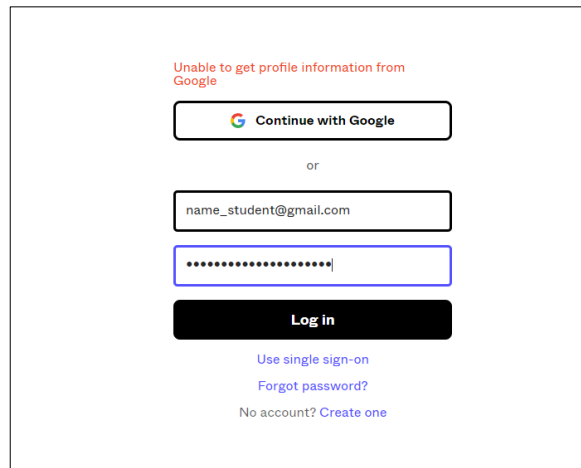 Unable to get profile information from
Google
Continue with Google
or
name_student@gmail.com
•••••••••••••••••••••
Log in
Use single sign-on
Forgot password?
No account? Create one